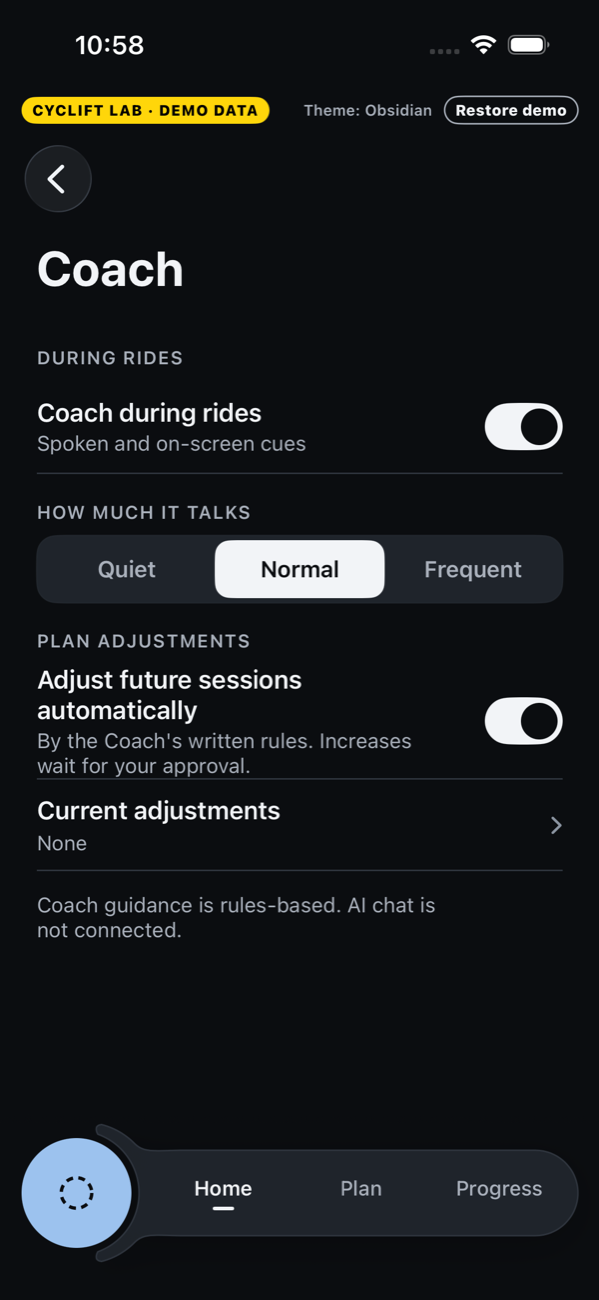 10:58
CYCLIFT LAB · DEMO DATA
Theme: Obsidian
Restore demo
Coach
DURING RIDES
Coach during rides
Spoken and on-screen cues
HOW MUCH IT TALKS
Quiet
Normal
Frequent
PLAN ADJUSTMENTS
Adjust future sessions
automatically
By the Coach's written rules. Increases
wait for your approval.
Current adjustments
None
Coach guidance is rules-based. AI chat is
not connected.
Home
Plan
Progress